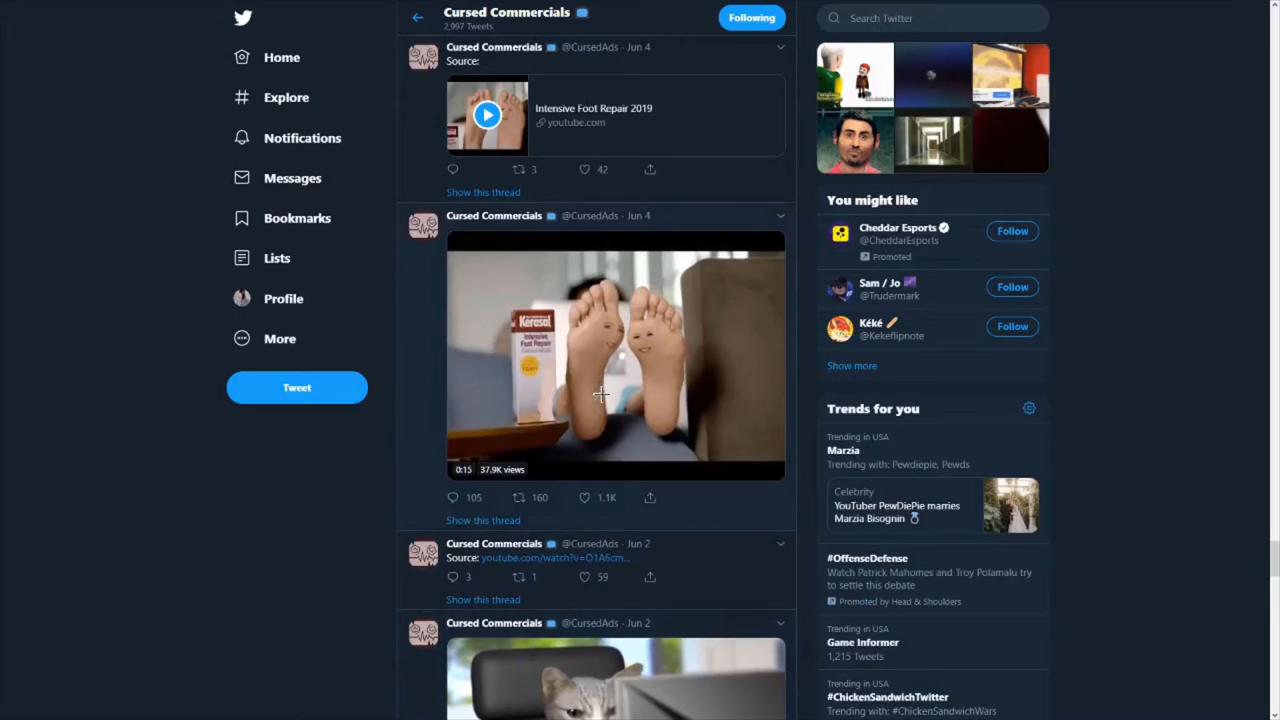 Home
Explore
Notifications
Messages
Bookmarks
Lists
Profile
More
Tweet
Cursed Commercials
2,997 Tweets
Following
Cursed Commercials @CursedAds · Jun 4
Source:
Intensive Foot Repair 2019
youtube.com
3 42
Show this thread
Cursed Commercials @CursedAds · Jun 4
Kerasal
Intensive
Foot Repair
0:15 37.9K views
105 160 1.1K
Show this thread
Cursed Commercials @CursedAds · Jun 2
Source: youtube.com/watch?v=O1A6cm...
3 1 59
Show this thread
Cursed Commercials @CursedAds · Jun 2
Search Twitter
You might like
Cheddar Esports
@CheddarEsports
Follow
Promoted
Sam / Jo
@Trudermark
Follow
Kéké
@Kekeflipnote
Follow
Show more
Trends for you
Trending in USA
Marzia
Trending with: Pewdiepie, Pewds
Celebrity
YouTuber PewDiePie marries
Marzia Bisognin
#OffenseDefense
Watch Patrick Mahomes and Troy Polamalu try
to settle this debate
Promoted by Head & Shoulders
Trending in USA
Game Informer
1,215 Tweets
Trending in USA
#ChickenSandwichTwitter
Trending with: #ChickenSandwichWars